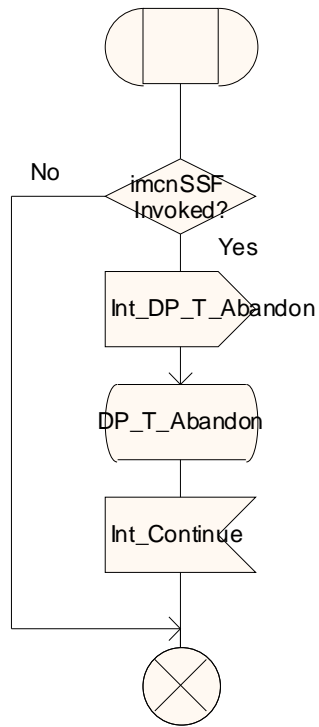 No
imcnSSF
Invoked?
Yes
Int_DP_T_Abandon
DP_T_Abandon
Int_Continue